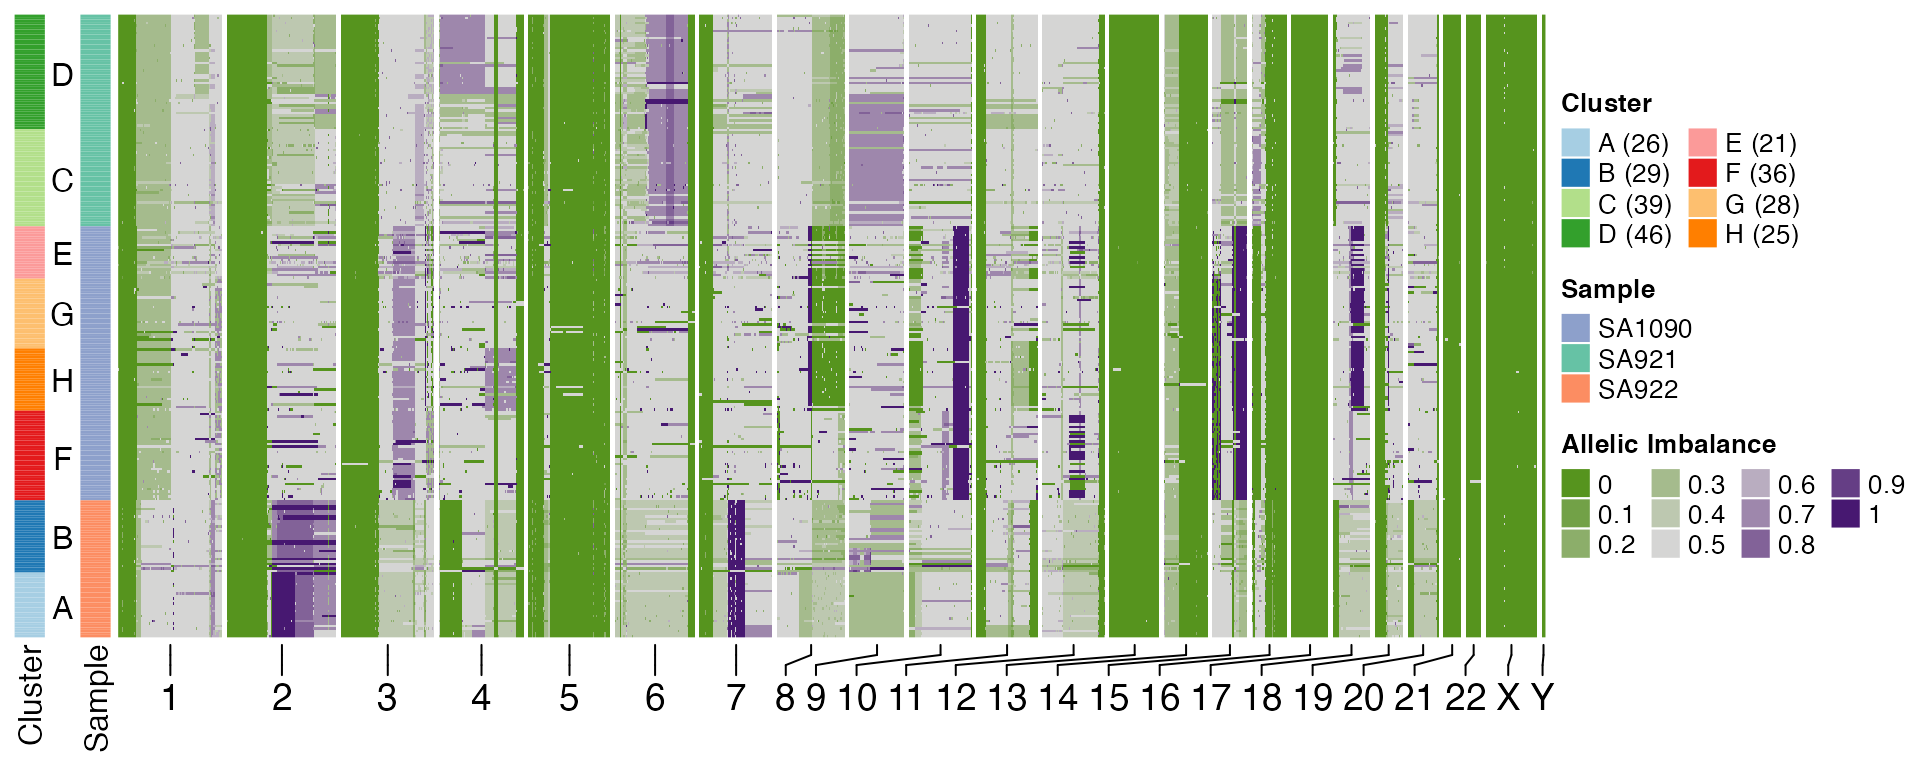 D
C
E
G
H
F
B
A
Cluster
Sample
1 2 3 4 5 6 7 8 9 10 11 12 13 14 15 16 17 18 19 20 21 22 X Y
Cluster
A (26) E (21)
B (29) F (36)
C (39) G (28)
D (46) H (25)
Sample
SA1090
SA921
SA922
Allelic Imbalance
0 0.3 0.6 0.9
0.1 0.4 0.7 1
0.2 0.5 0.8